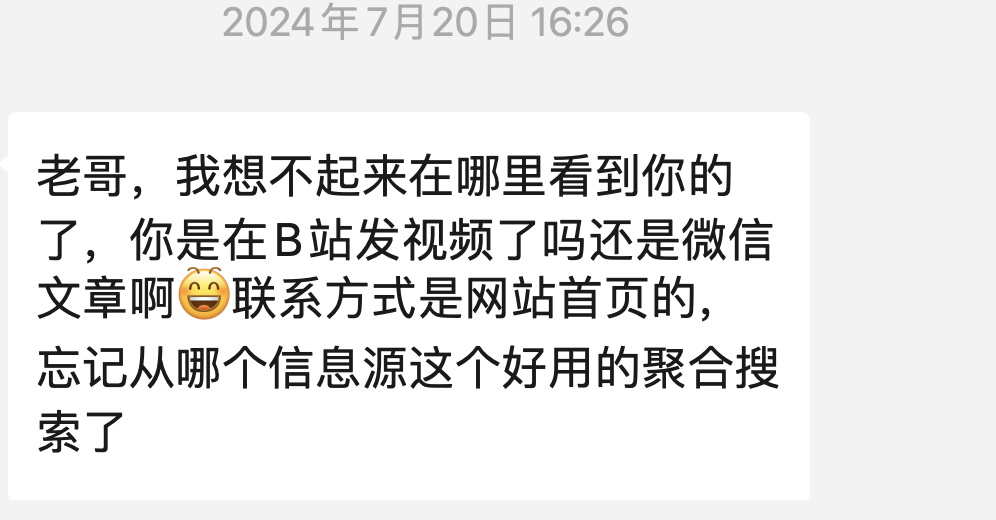 2024年7月20日 16:26
老哥，我想不起来在哪里看到你的
了，你是在B站发视频了吗还是微信
文章啊😄联系方式是网站首页的，
忘记从哪个信息源这个好用的聚合搜
索了